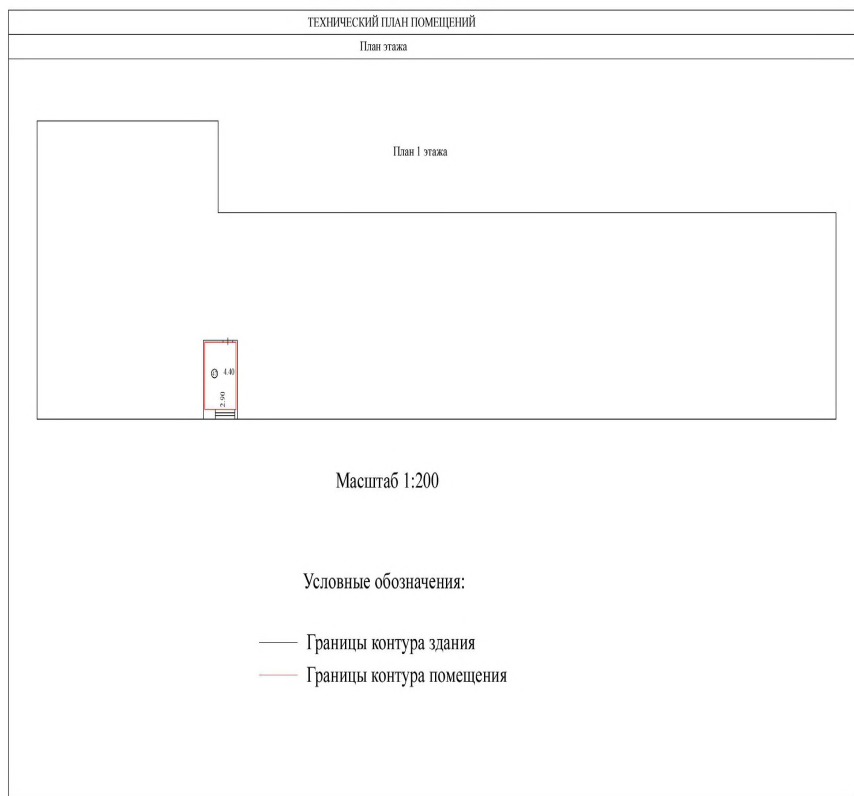 ТЕХНИЧЕСКИЙ ПЛАН ПОМЕЩЕНИЙ
План этажа
План 1 этажа
4.40
2.90
Масштаб 1:200
Условные обозначения:
Границы контура здания
Границы контура помещения